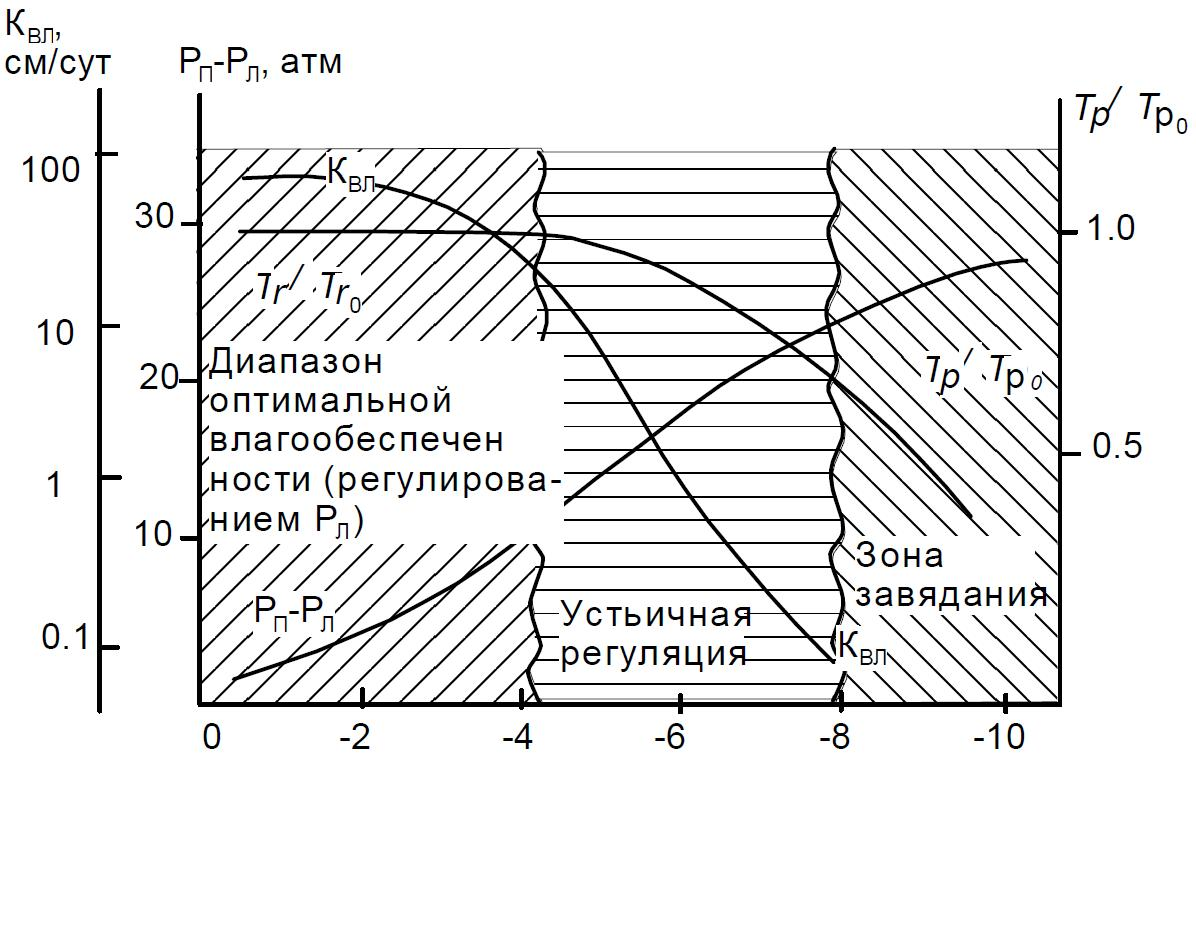 КВЛ,
см/сут
РП-РЛ, атм
Тр/ Тр0
100
30
1.0
КВЛ
Tr/ Tr0
10
20
Диапазон
оптимальной
влагообеспечен
ности (регулирова-
нием РЛ)
Тр/ Тр0
0.5
1
10
Зона
завядания
0.1
РП-РЛ
Устьичная
регуляция
КВЛ
0 -2 -4 -6 -8 -10